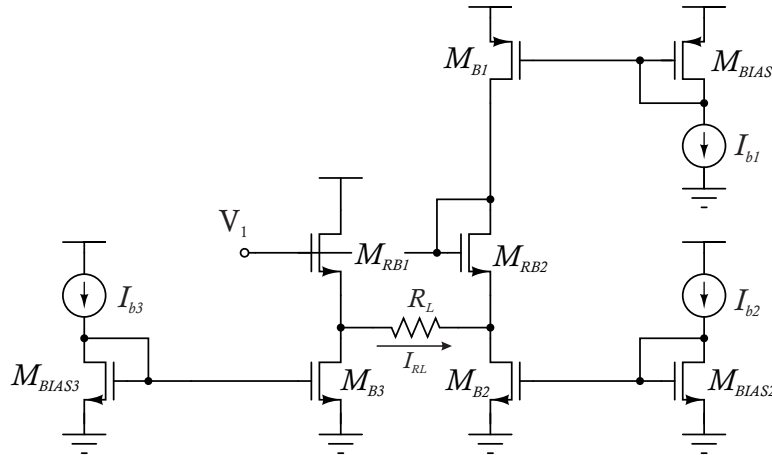 M_B1
M_BIAS
I_b1
V_1
M_RB1
M_RB2
I_b3
R_L
I_b2
I_RL
M_BIAS3
M_B3
M_B2
M_BIAS2